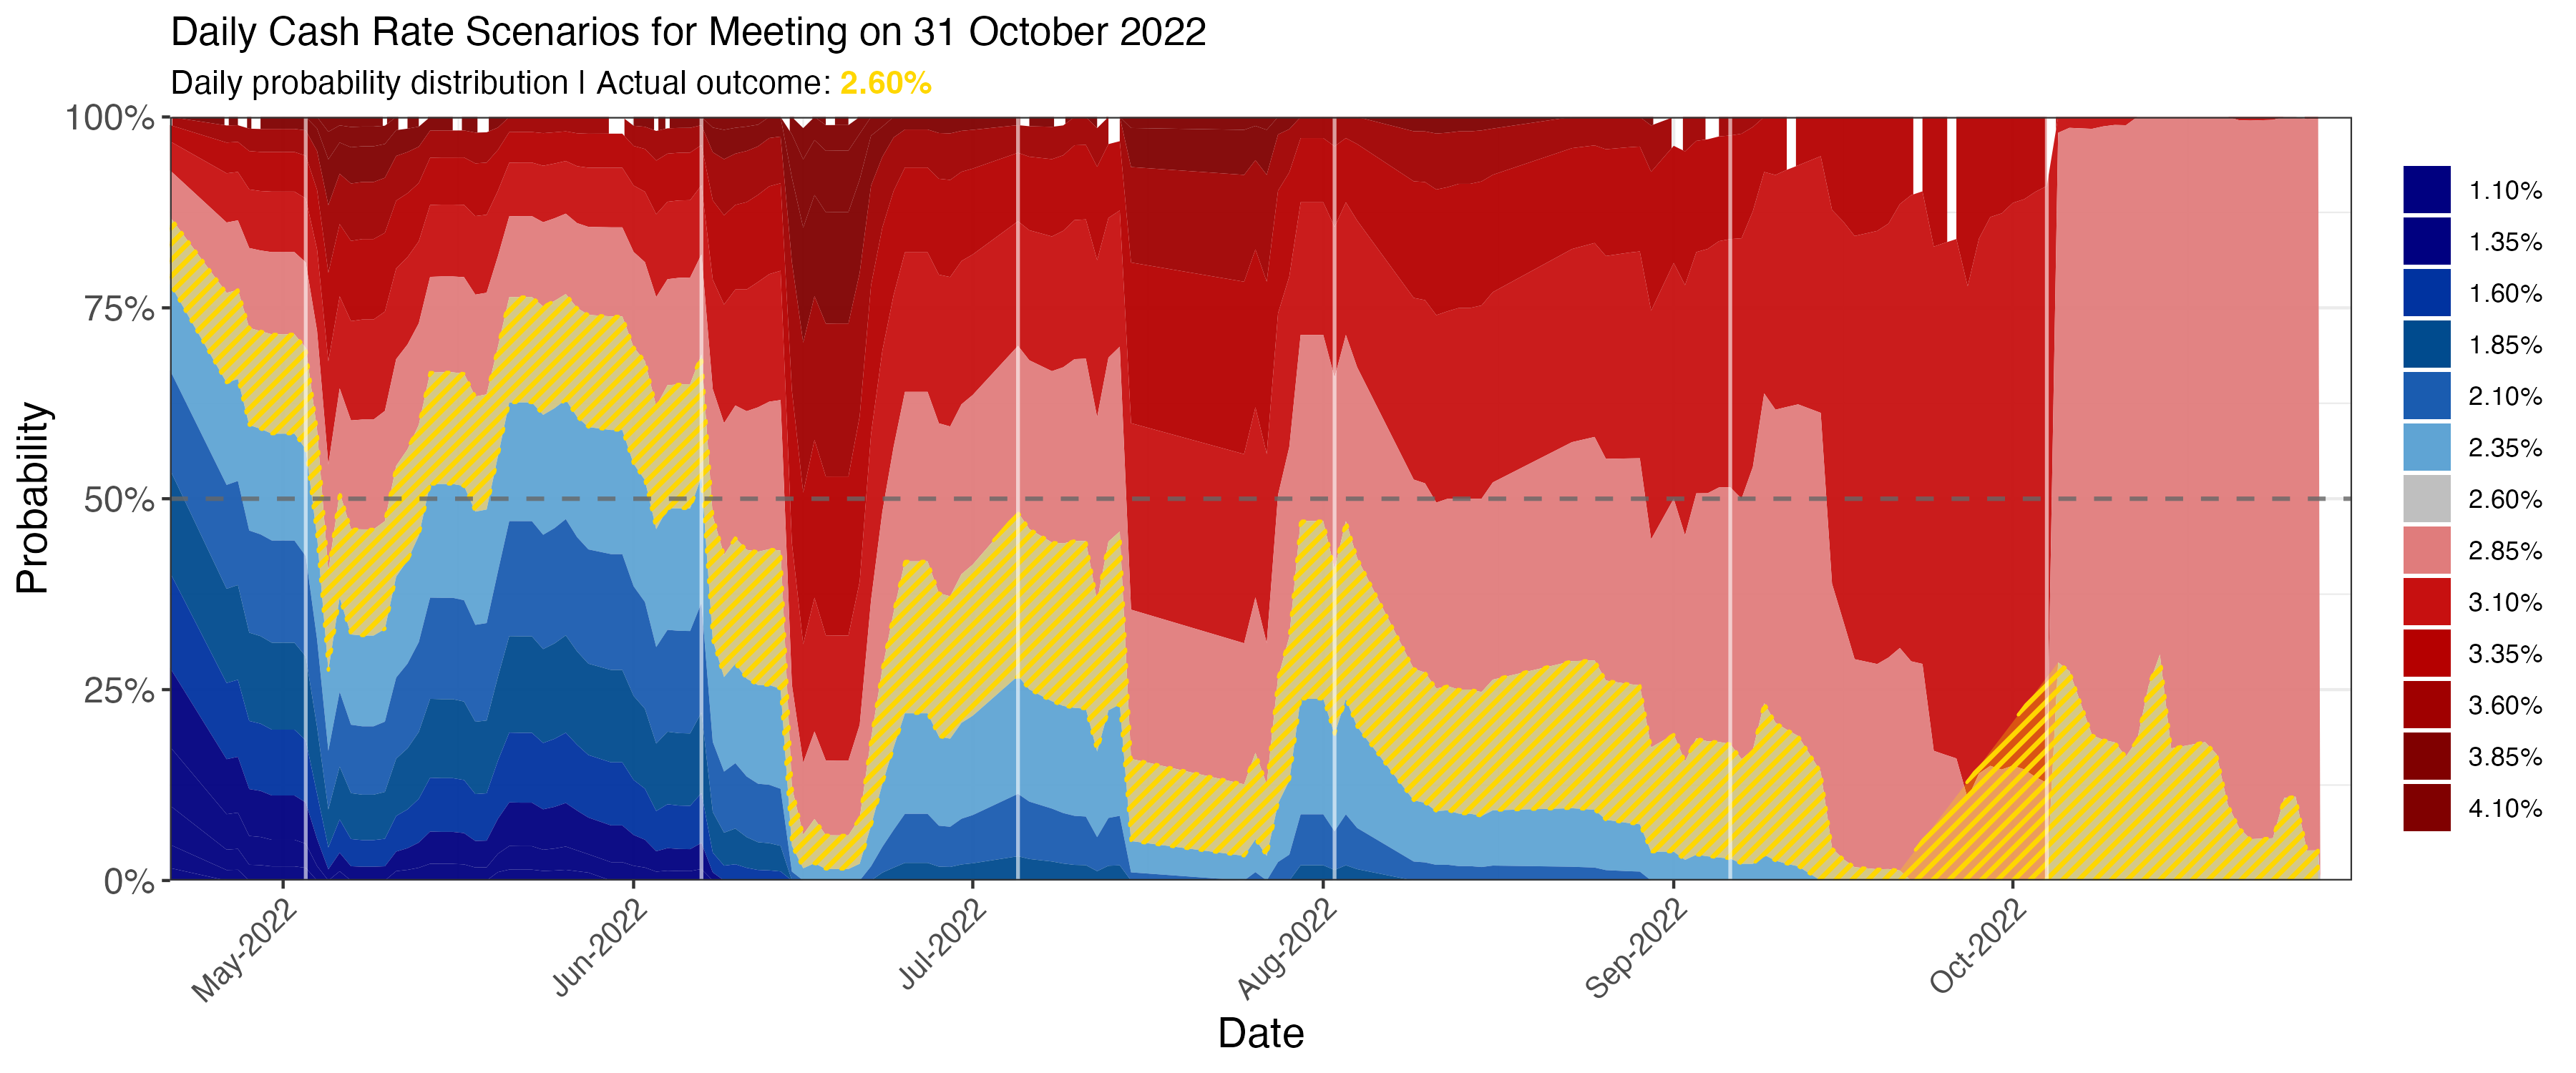 Daily Cash Rate Scenarios for Meeting on 31 October 2022
Daily probability distribution | Actual outcome: 2.60%
100%
75%
50%
25%
0%
Probability
May-2022
Jun-2022
Jul-2022
Aug-2022
Sep-2022
Oct-2022
Date
1.10%
1.35%
1.60%
1.85%
2.10%
2.35%
2.60%
2.85%
3.10%
3.35%
3.60%
3.85%
4.10%